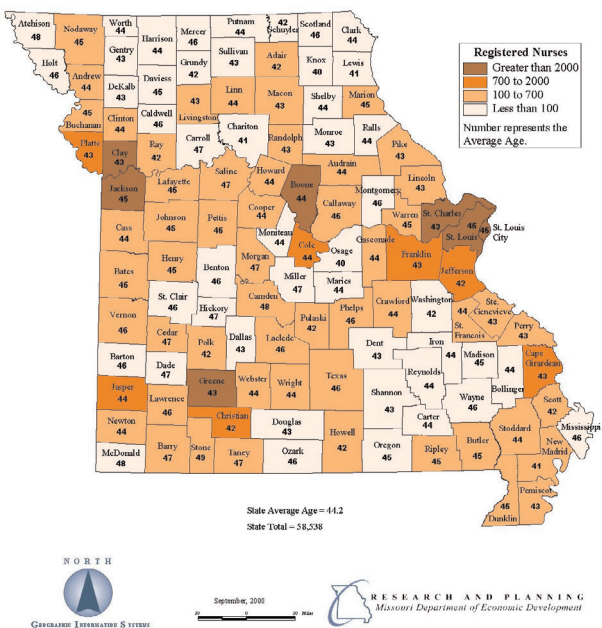 Atchison
48
Nodaway
45
Worth
44
Gentry
43
Harrison
44
Mercer
46
Putnam
44
42
Schuyler
Scotland
46
Clark
44
Holt
46
Andrew
44
DeKalb
43
Daviess
45
Grundy
42
Sullivan
43
Adair
42
Knox
40
Lewis
41
45
Buchanan
Clinton
44
Caldwell
46
43
Livingston
Linn
44
Macon
43
Shelby
44
Marion
45
Platte
43
Clay
43
Ray
42
Carroll
47
Chariton
41
Randolph
43
Monroe
43
Ralls
44
Pike
43
Jackson
45
Lafayette
45
Saline
47
Howard
44
Boone
44
Audrain
44
Callaway
46
Montgomery
46
Lincoln
43
Warren
45
St. Charles
43
St. Louis
46
46
St. Louis
City
Cass
44
Johnson
45
Pettis
46
Cooper
44
Moniteau
44
Cole
44
Osage
40
Gasconade
44
Franklin
43
Jefferson
42
Bates
46
Henry
45
Benton
46
Morgan
47
Miller
47
Maries
44
St. Clair
46
Hickory
47
Camden
48
Pulaski
46
Phelps
46
Crawford
44
Washington
42
44
St.
Francois
Ste.
Genevieve
43
Perry
43
Vernon
46
Cedar
47
Polk
42
Dallas
43
Laclede
46
Dent
43
Iron
44
Madison
45
44
Bollinger
Cape
Girardeau
43
Barton
46
Dade
47
Greene
43
Webster
44
Wright
44
Texas
46
Shannon
43
Reynolds
44
Wayne
46
Scott
42
Jasper
44
Lawrence
46
Christian
42
Douglas
43
Howell
42
Carter
44
Stoddard
44
Mississippi
46
Newton
44
McDonald
48
Barry
47
Stone
49
Taney
47
Ozark
46
Oregon
45
Ripley
45
Butler
45
New
Madrid
41
45
Dunklin
Pemiscot
43
Registered Nurses
Greater than 2000
700 to 2000
100 to 700
Less than 100
Number represents the
Average Age.
State Average Age = 44.2
State Total = 58,538
NORTH
GEOGRAPHIC INFORMATION SYSTEMS
September, 2000
20 0 20 Miles
RESEARCH AND PLANNING
Missouri Department of Economic Development